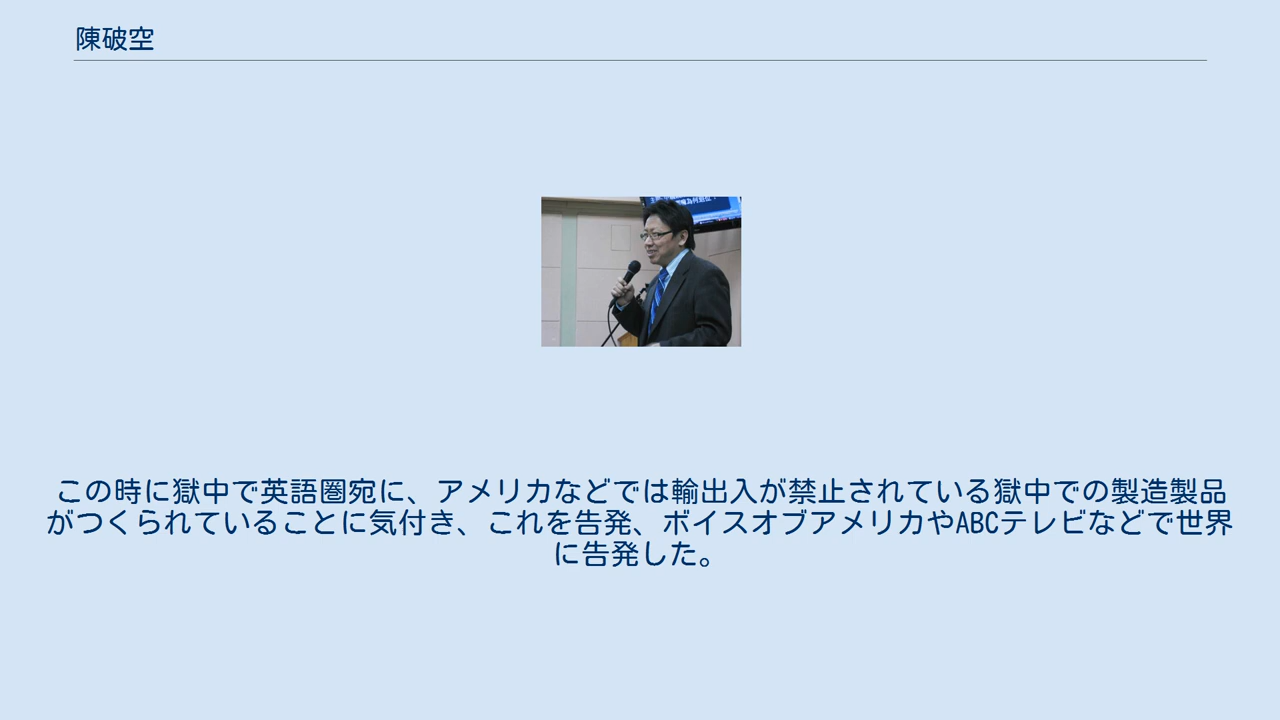 陳破空
この時に獄中で英語圏宛に、アメリカなどでは輸出入が禁止されている獄中での製造製品
がつくられていることに気付き、これを告発、ボイスオブアメリカやABCテレビなどで世界
に告発した。